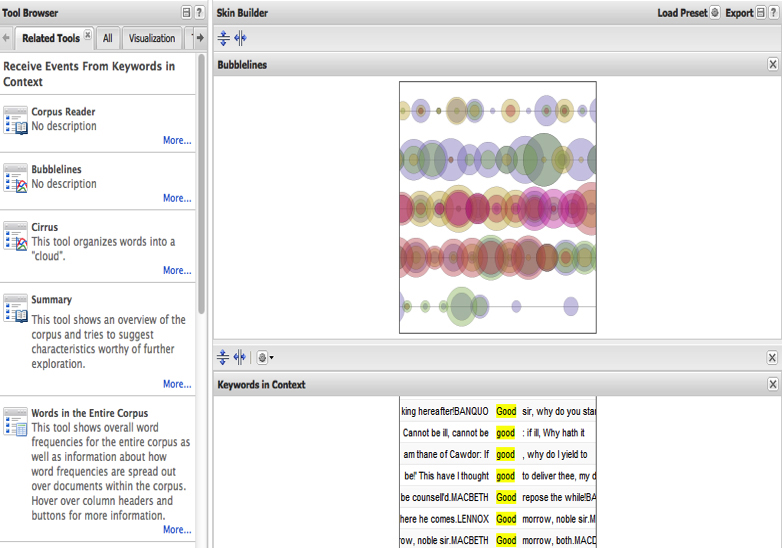 Tool Browser
?
Related Tools
All
Visualization
Receive Events From Keywords in
Context
Corpus Reader
No description
More...
Bubblelines
No description
More...
Cirrus
This tool organizes words into a
"cloud".
More...
Summary
This tool shows an overview of the
corpus and tries to suggest
characteristics worthy of further
exploration.
More...
Words in the Entire Corpus
This tool shows overall word
frequencies for the entire corpus as
well as information about how
word frequencies are spread out
over documents within the corpus.
Hover over column headers and
buttons for more information.
More...
Skin Builder
Load Preset
Export
?
Bubblelines
Keywords in Context
king hereafter!BANQUO Good sir, why do you star
Cannot be ill, cannot be good : if ill, Why hath it
am thane of Cawdor: If good , why do I yield to
be!' This have I thought good to deliver thee, my d
be counsell'd.MACBETH Good repose the while!BA
here he comes.LENNOX Good morrow, noble sir.M
ow, noble sir.MACBETH Good morrow, both.MACD